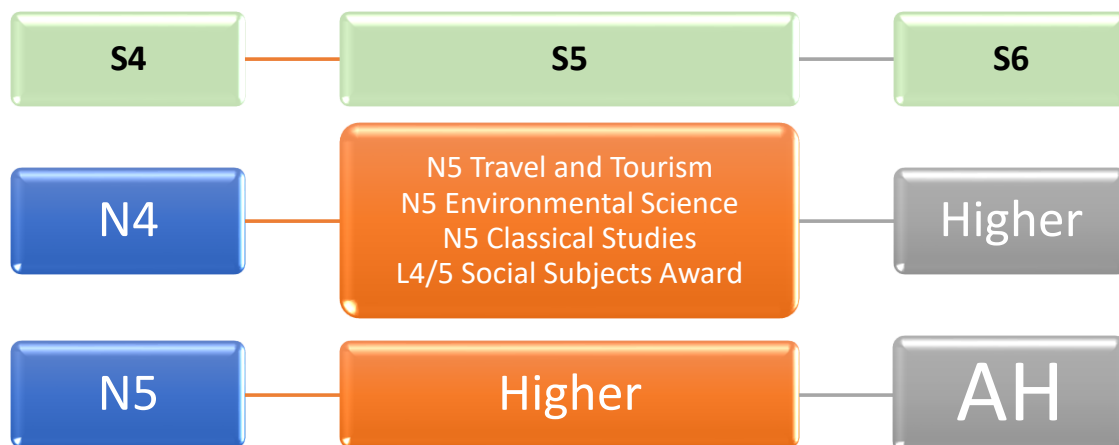 S4
S5
S6
N4
N5 Travel and Tourism
N5 Environmental Science
N5 Classical Studies
L4/5 Social Subjects Award
Higher
N5
Higher
AH